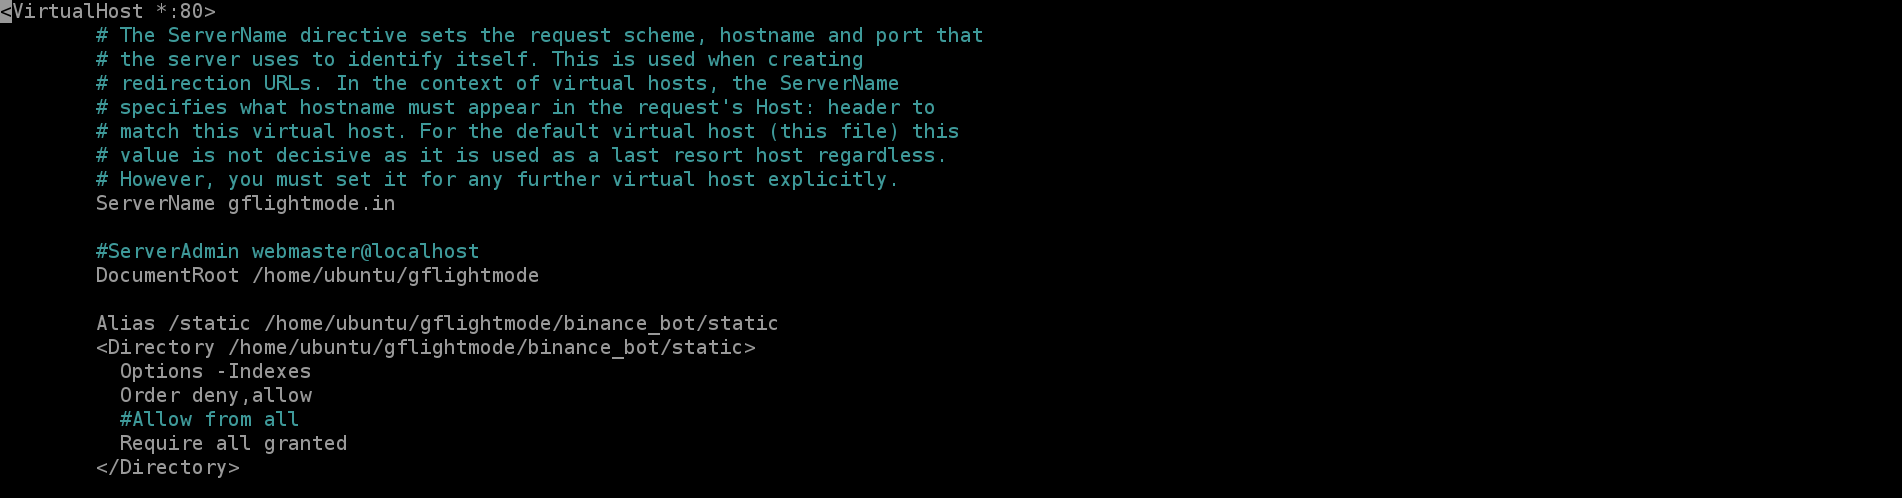 <VirtualHost *:80>
# The ServerName directive sets the request scheme, hostname and port that
# the server uses to identify itself. This is used when creating
# redirection URLs. In the context of virtual hosts, the ServerName
# specifies what hostname must appear in the request's Host: header to
# match this virtual host. For the default virtual host (this file) this
# value is not decisive as it is used as a last resort host regardless.
# However, you must set it for any further virtual host explicitly.
ServerName gflightmode.in
#ServerAdmin webmaster@localhost
DocumentRoot /home/ubuntu/gflightmode
Alias /static /home/ubuntu/gflightmode/binance_bot/static
<Directory /home/ubuntu/gflightmode/binance_bot/static>
Options -Indexes
Order deny,allow
#Allow from all
Require all granted
</Directory>